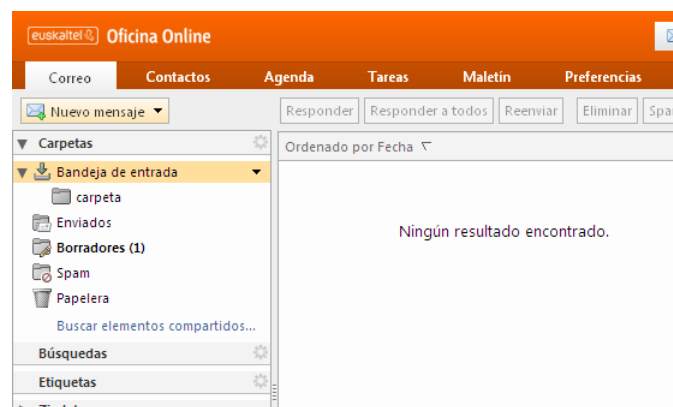 euskaltel Oficina Online
Correo Contactos Agenda Tareas Maletín Preferencias
Nuevo mensaje Responder Responder a todos Reenviar Eliminar
Carpetas
Ordenado por Fecha
Bandeja de entrada
carpeta
Enviados
Ningún resultado encontrado.
Borradores (1)
Spam
Papelera
Buscar elementos compartidos...
Búsquedas
Etiquetas